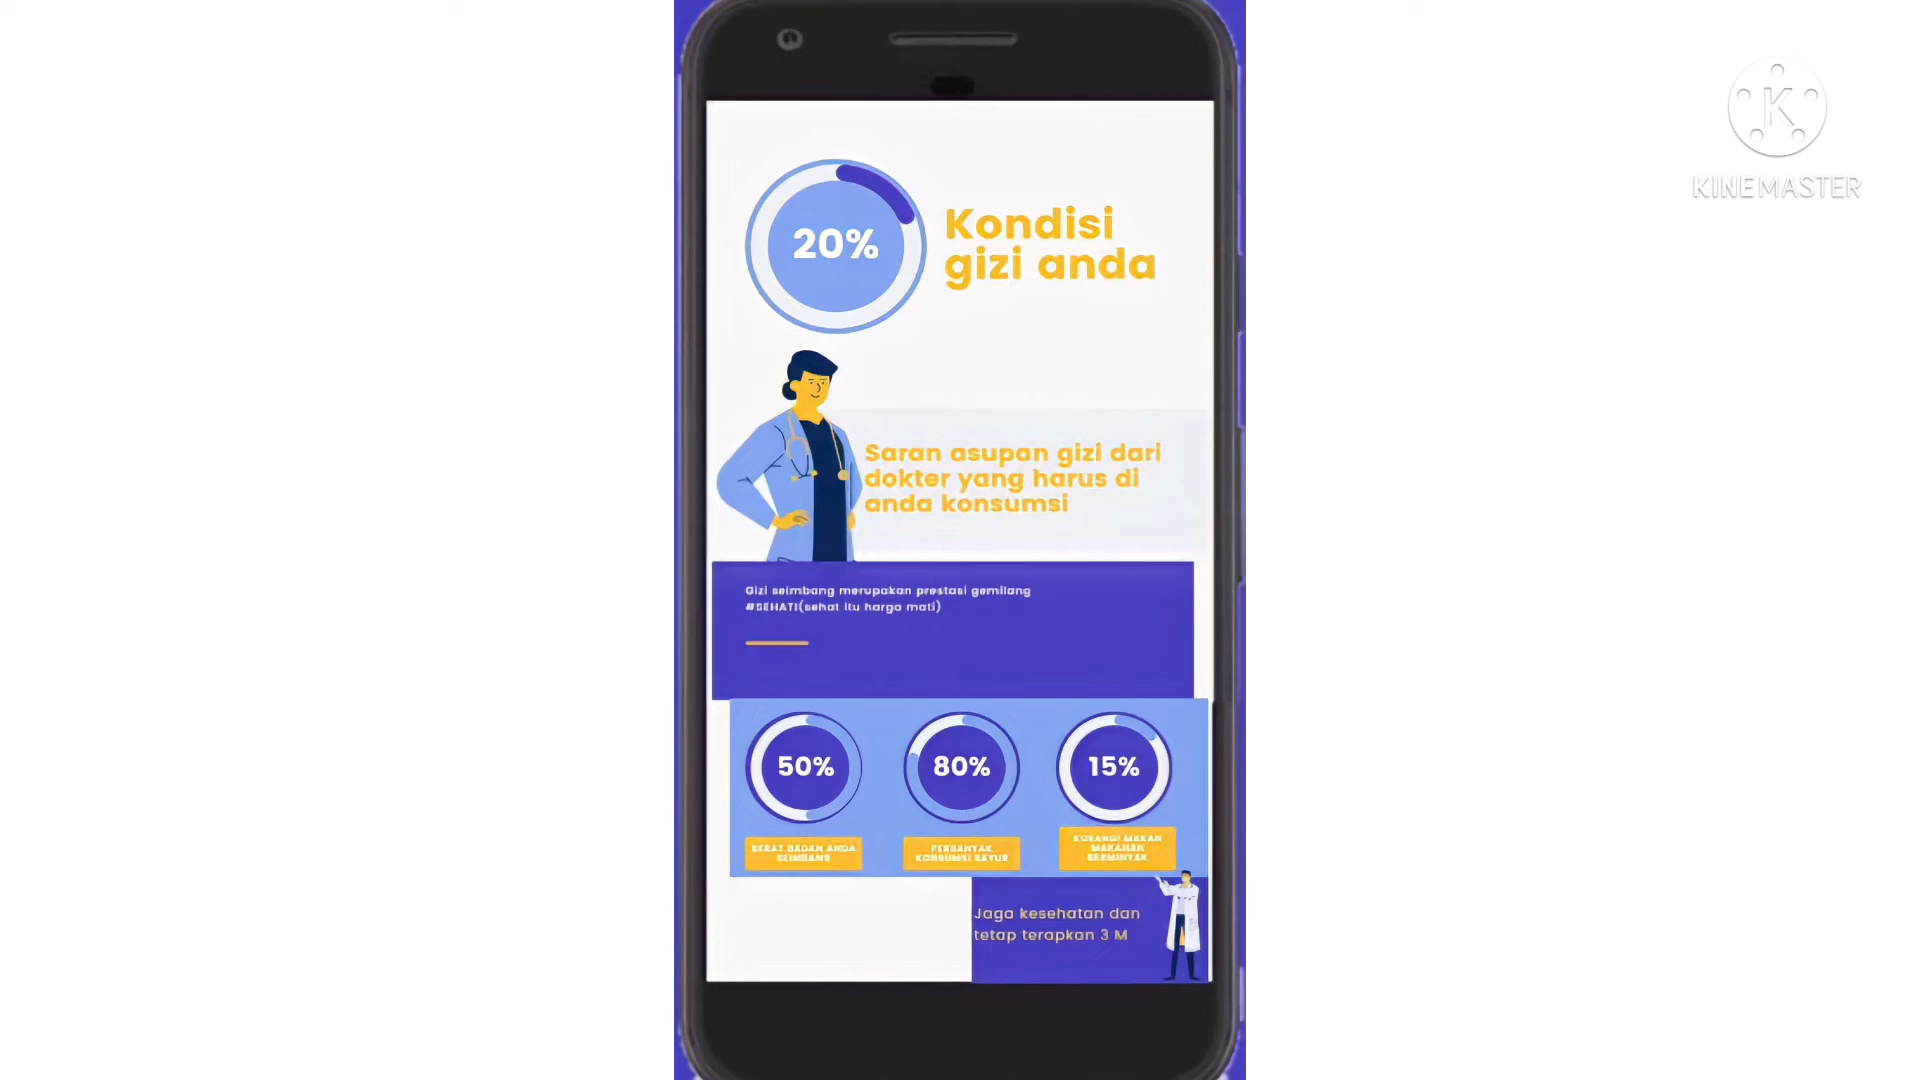 K
KINEMASTER
20%
Kondisi
gizi anda
Saran asupan gizi dari
dokter yang harus di
anda konsumsi
Gizi seimbang merupakan prestasi gemilang
#SEHATI(sehat itu harga mati)
50%
80%
15%
BERAT BADAN ANDA
SEIMBANG
PERBANYAK
KONSUMSI SAYUR
KURANGI MAKAN
MAKANAN
BERMINYAK
Jaga kesehatan dan
tetap terapkan 3 M